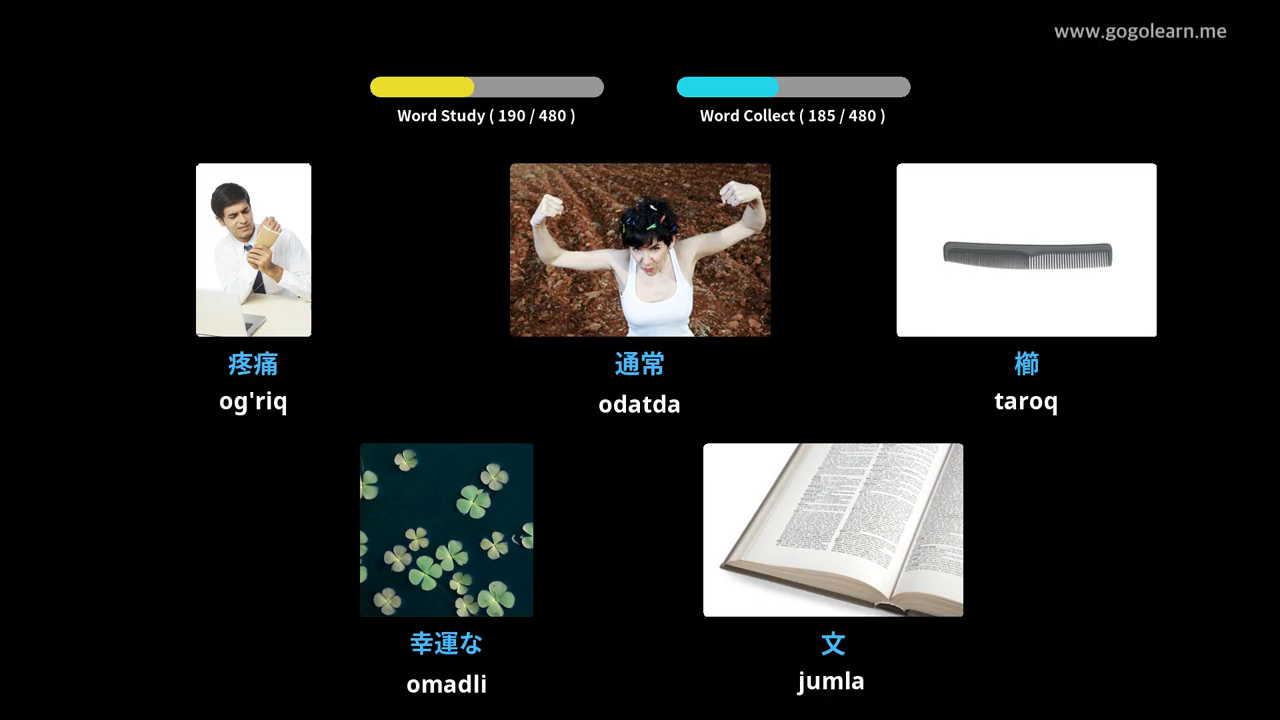 www.gogolearn.me
Word Study ( 190 / 480 )
Word Collect ( 185 / 480 )
疼痛
og'riq
通常
odatda
櫛
taroq
幸運な
omadli
文
jumla